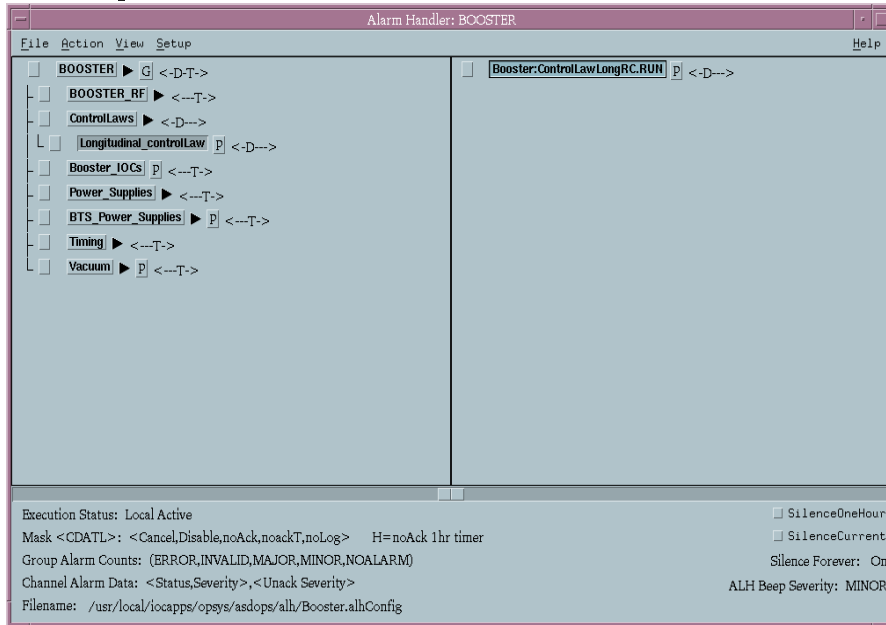 Alarm Handler: BOOSTER
File Action View Setup Help
BOOSTER G <-D-T->
BOOSTER_RF <---T->
ControlLaws <-D--->
Longitudinal_controlLaw P <-D--->
Booster_IOCs P <---T->
Power_Supplies <---T->
BTS_Power_Supplies P <---T->
Timing <---T->
Vacuum P <---T->
Booster:ControlLawLongRC.RUN P <-D--->
Execution Status: Local Active
Mask <CDATL>: <Cancel,Disable,noAck,noackT,noLog> H=noAck 1hr timer
Group Alarm Counts: (ERROR,INVALID,MAJOR,MINOR,NOALARM)
Channel Alarm Data: <Status,Severity>,<Unack Severity>
Filename: /usr/local/iocapps/opsys/asdops/alh/Booster.alhConfig
SilenceOneHour
SilenceCurrent
Silence Forever: On
ALH Beep Severity: MINOR